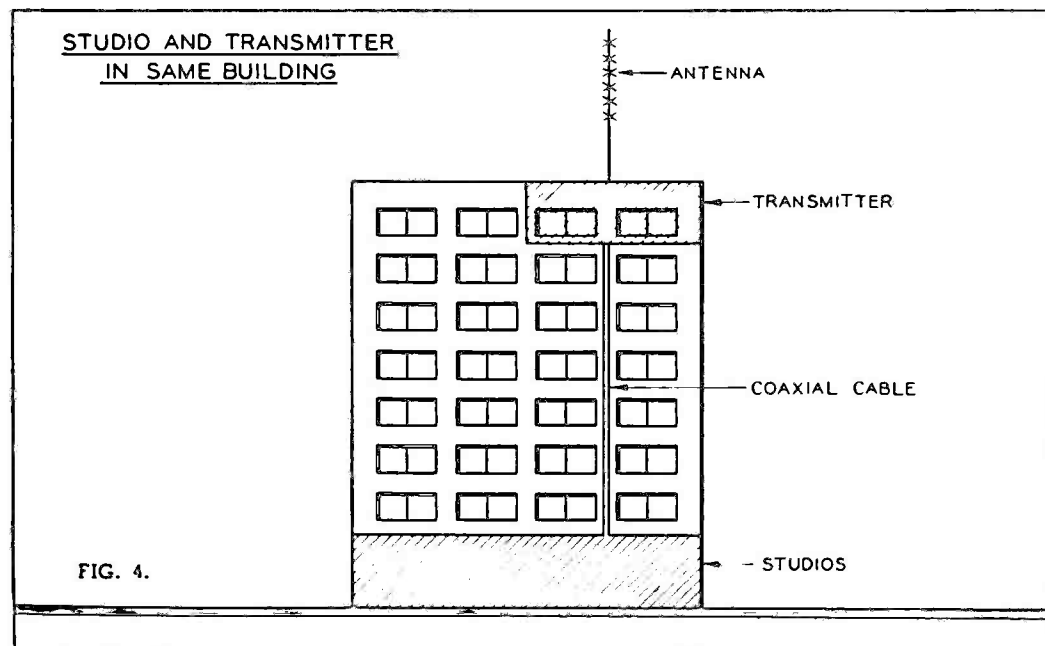 STUDIO AND TRANSMITTER
IN SAME BUILDING
ANTENNA
TRANSMITTER
COAXIAL CABLE
STUDIOS
FIG. 4.